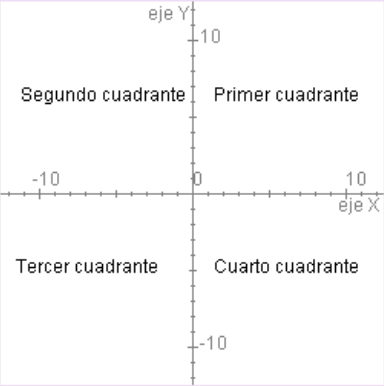 eje Y
10
Segundo cuadrante Primer cuadrante
-10 0 10
eje X
Tercer cuadrante Cuarto cuadrante
-10